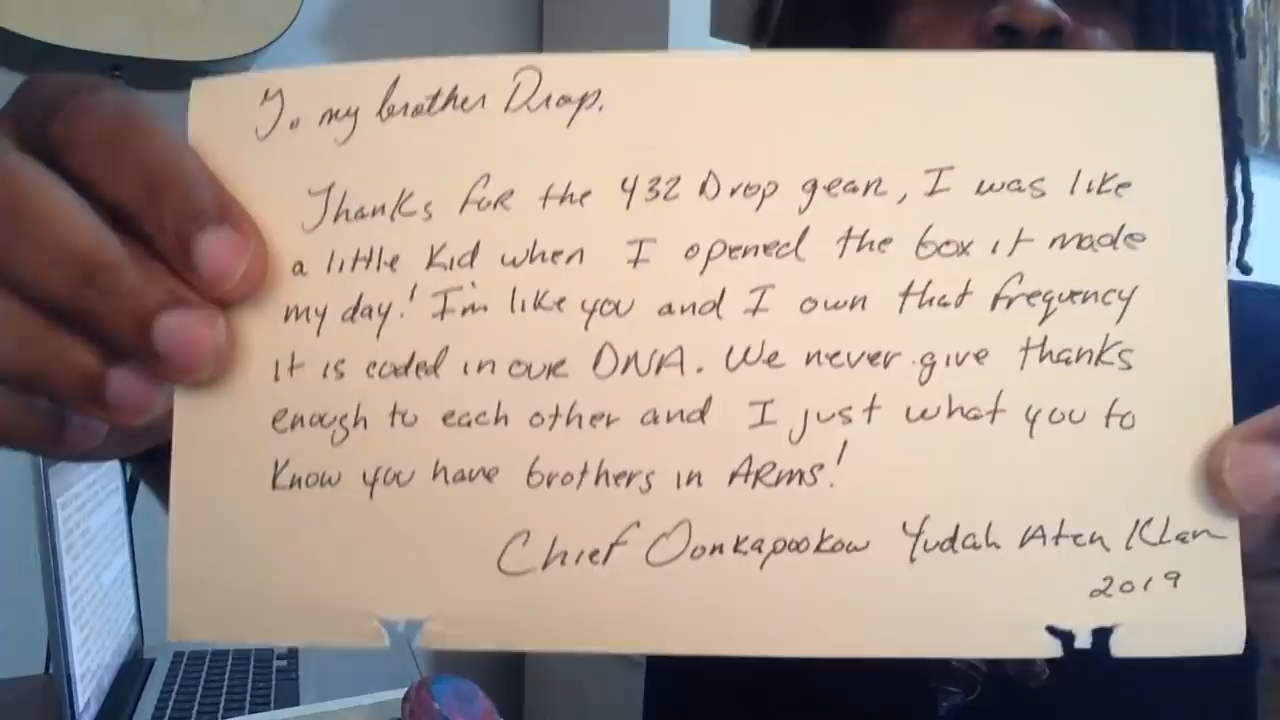 To my brother Drop.
Thanks for the 432 Drop gear, I was like
a little Kid when I opened the box it made
my day! I'm like you and I own that frequency
it is coded in our DNA. We never give thanks
enough to each other and I just what you to
Know you have brothers in ARms!
Chief Oonkapookow Yudah Aten Klan
2019